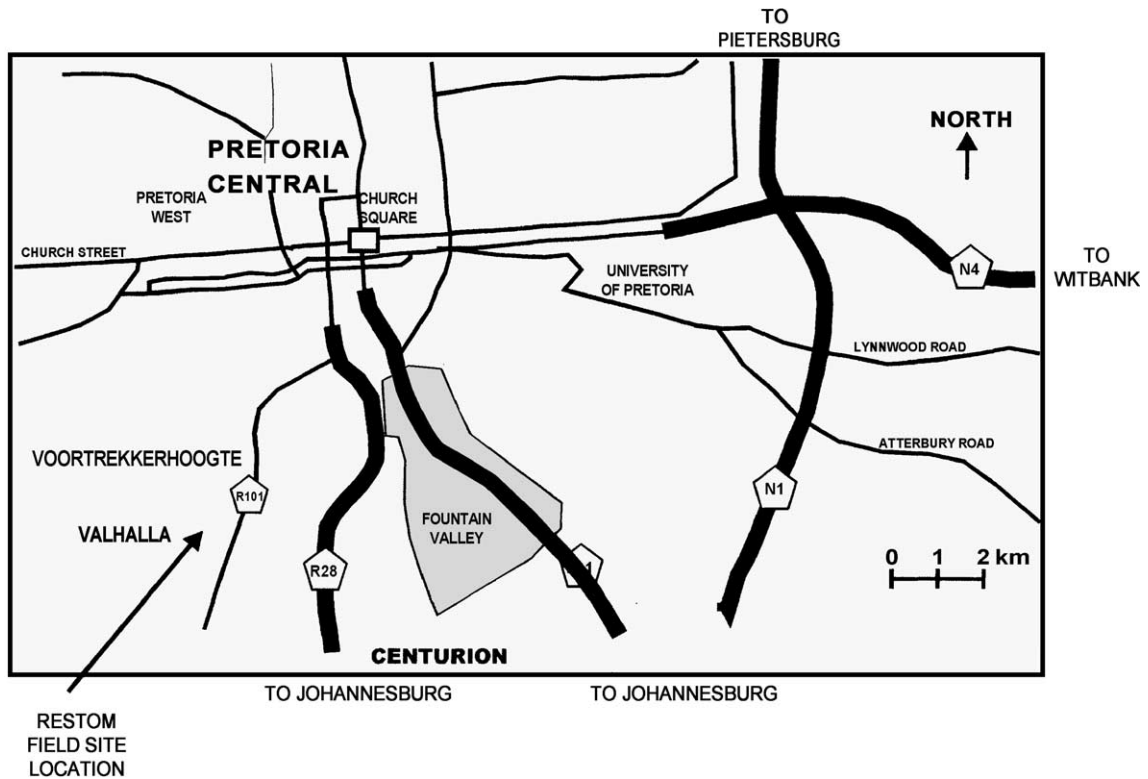 TO
PIETERSBURG
NORTH
PRETORIA
CENTRAL
PRETORIA
WEST
CHURCH
SQUARE
CHURCH STREET
UNIVERSITY
OF PRETORIA
N4
TO
WITBANK
LYNNWOOD ROAD
ATTERBURY ROAD
VOORTREKKERHOOGTE
R101
N1
VALHALLA
FOUNTAIN
VALLEY
R28
1
0 1 2 km
CENTURION
TO JOHANNESBURG
TO JOHANNESBURG
RESTOM
FIELD SITE
LOCATION